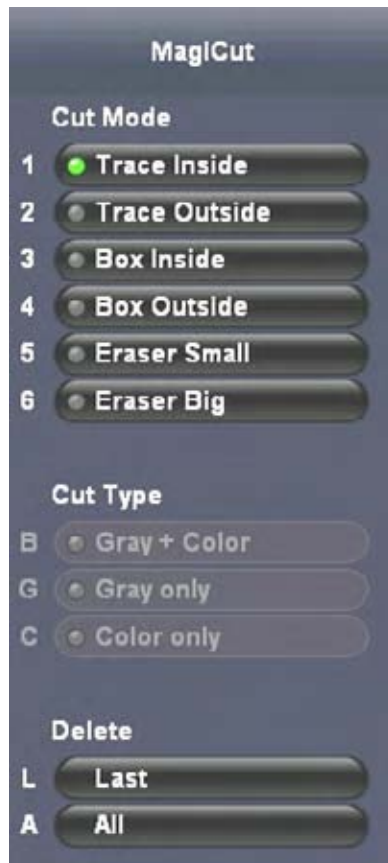 MagiCut
Cut Mode
1 Trace Inside
2 Trace Outside
3 Box Inside
4 Box Outside
5 Eraser Small
6 Eraser Big
Cut Type
B Gray + Color
G Gray only
C Color only
Delete
L Last
A All